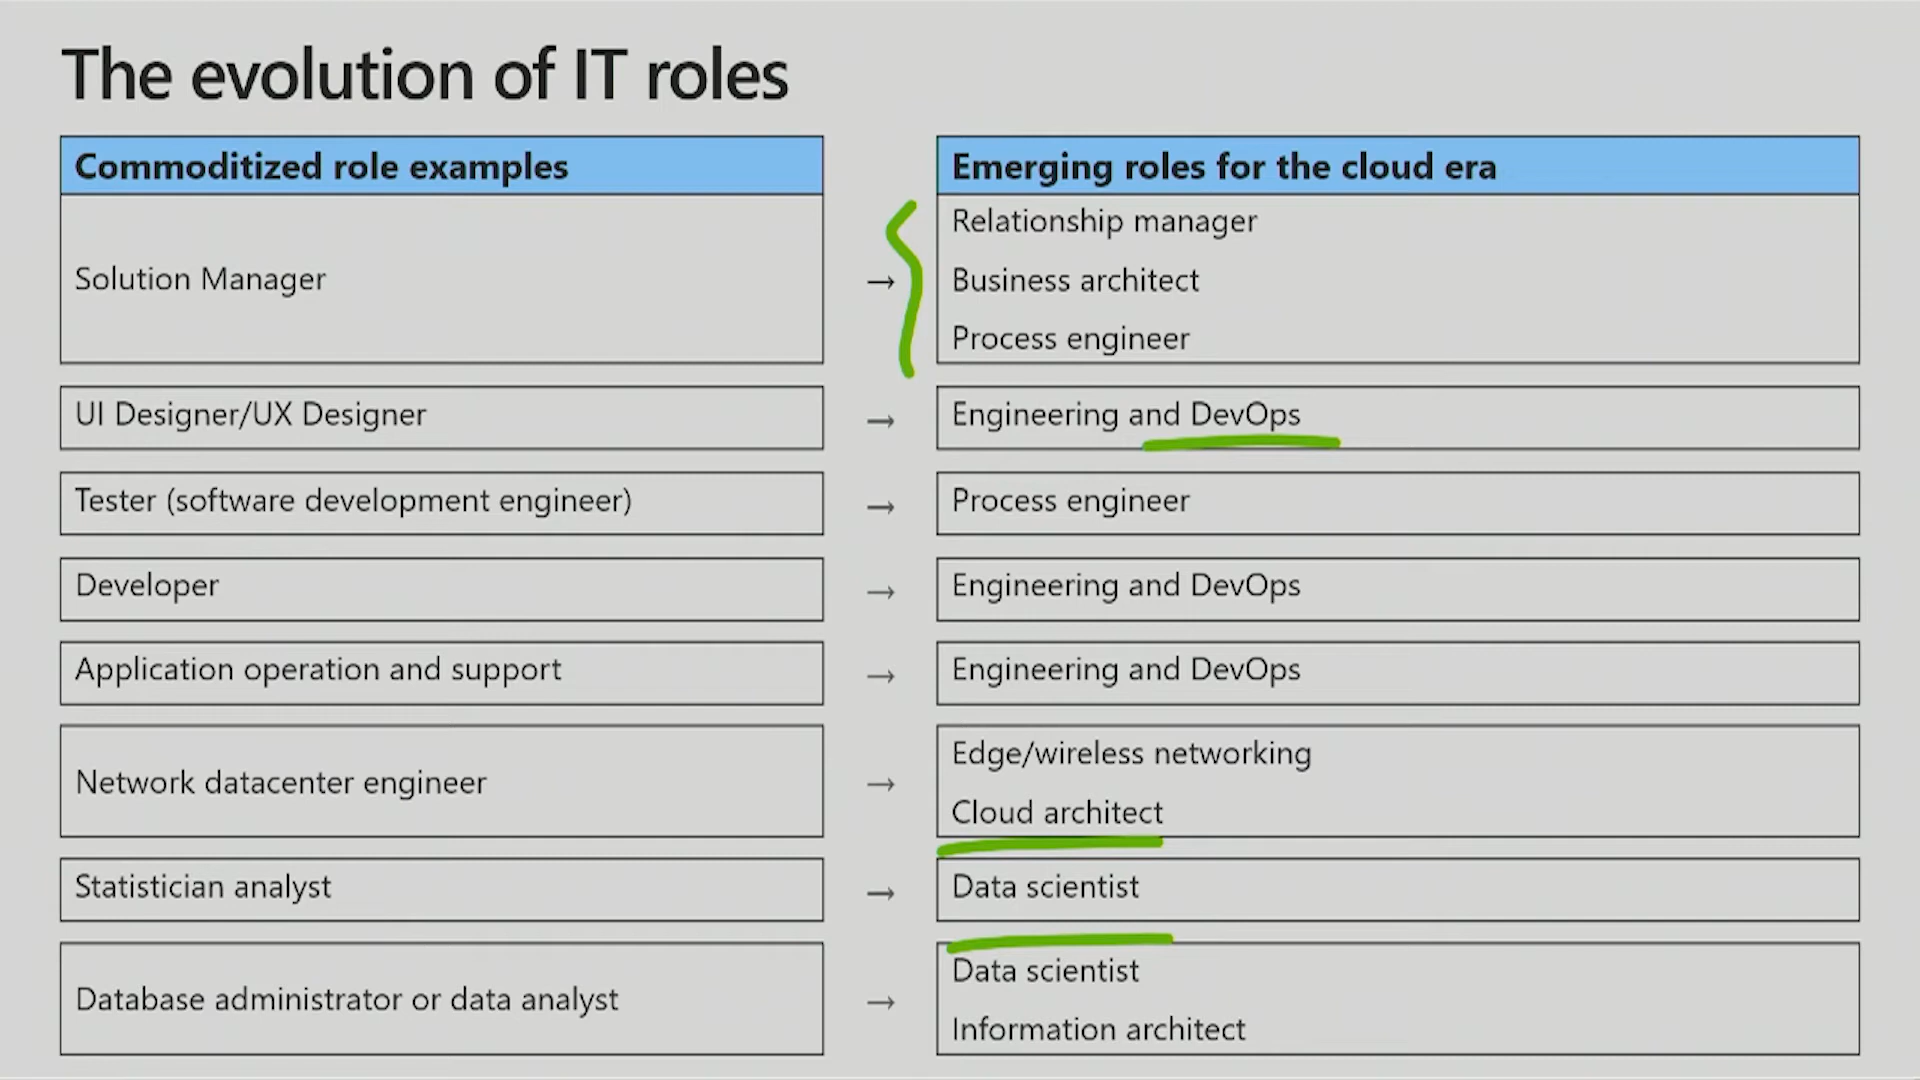 The evolution of IT roles
Commoditized role examples
Emerging roles for the cloud era
Solution Manager
→
Relationship manager
Business architect
Process engineer
UI Designer/UX Designer
→
Engineering and DevOps
Tester (software development engineer)
→
Process engineer
Developer
→
Engineering and DevOps
Application operation and support
→
Engineering and DevOps
Network datacenter engineer
→
Edge/wireless networking
Cloud architect
Statistician analyst
→
Data scientist
Database administrator or data analyst
→
Data scientist
Information architect